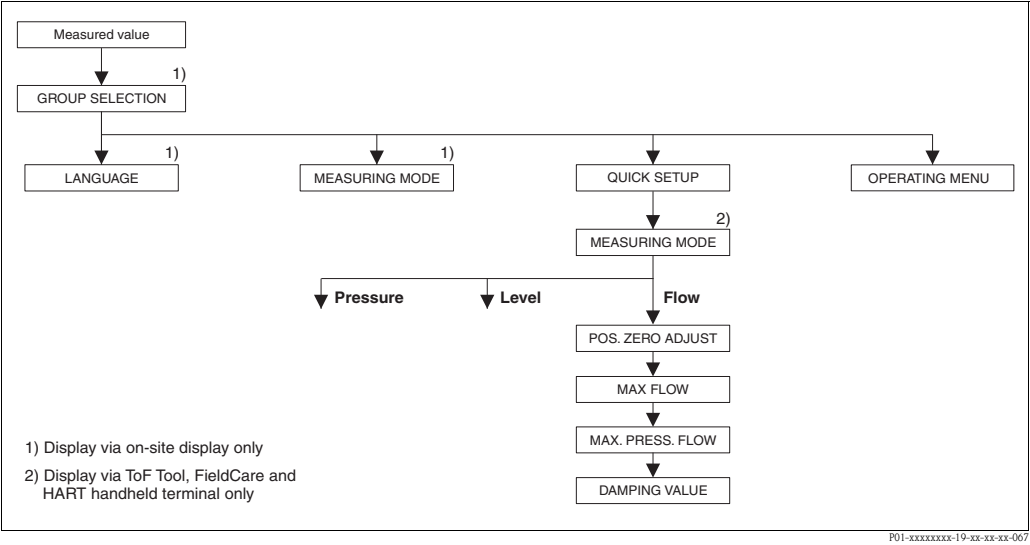 Measured value
1)
GROUP SELECTION
1)
1)
LANGUAGE
MEASURING MODE
QUICK SETUP
OPERATING MENU
2)
MEASURING MODE
Pressure
Level
Flow
POS. ZERO ADJUST
MAX FLOW
MAX. PRESS. FLOW
DAMPING VALUE
1) Display via on-site display only
2) Display via ToF Tool, FieldCare and
HART handheld terminal only
P01-xxxxxxxx-19-xx-xx-xx-067